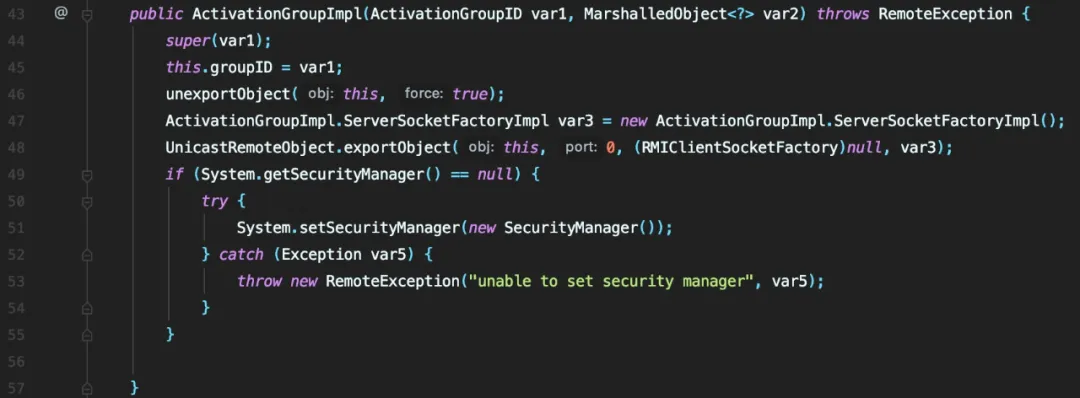 43 @ public ActivationGroupImpl(ActivationGroupID var1, MarshalledObject<?> var2) throws RemoteException {
44 super(var1);
45 this.groupID = var1;
46 unexportObject( obj: this, force: true);
47 ActivationGroupImpl.ServerSocketFactoryImpl var3 = new ActivationGroupImpl.ServerSocketFactoryImpl();
48 UnicastRemoteObject.exportObject( obj: this, port: 0, (RMIClientSocketFactory)null, var3);
49 if (System.getSecurityManager() == null) {
50 try {
51 System.setSecurityManager(new SecurityManager());
52 } catch (Exception var5) {
53 throw new RemoteException("unable to set security manager", var5);
54 }
55 }
56
57 }